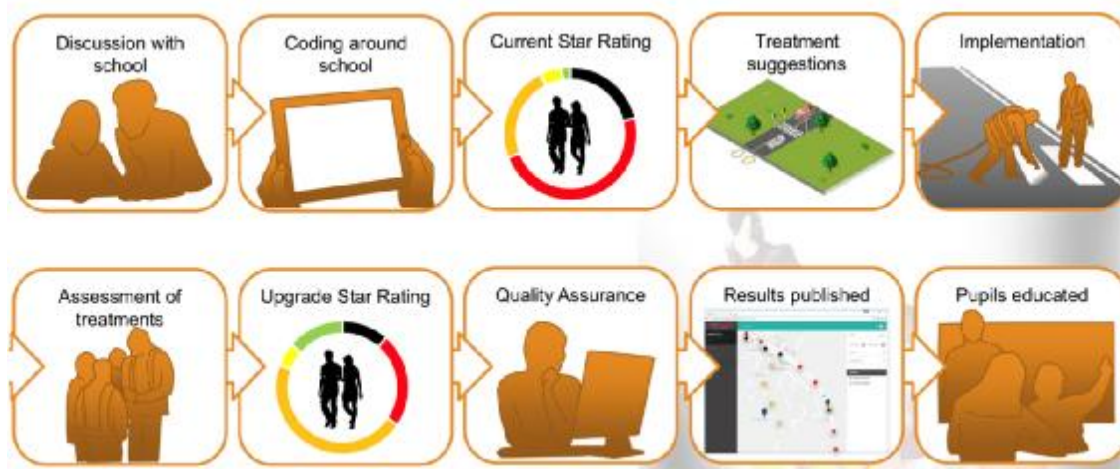 Discussion with
school
Coding around
school
Current Star Rating
Treatment
suggestions
Implementation
Assessment of
treatments
Upgrade Star Rating
Quality Assurance
Results published
Pupils educated